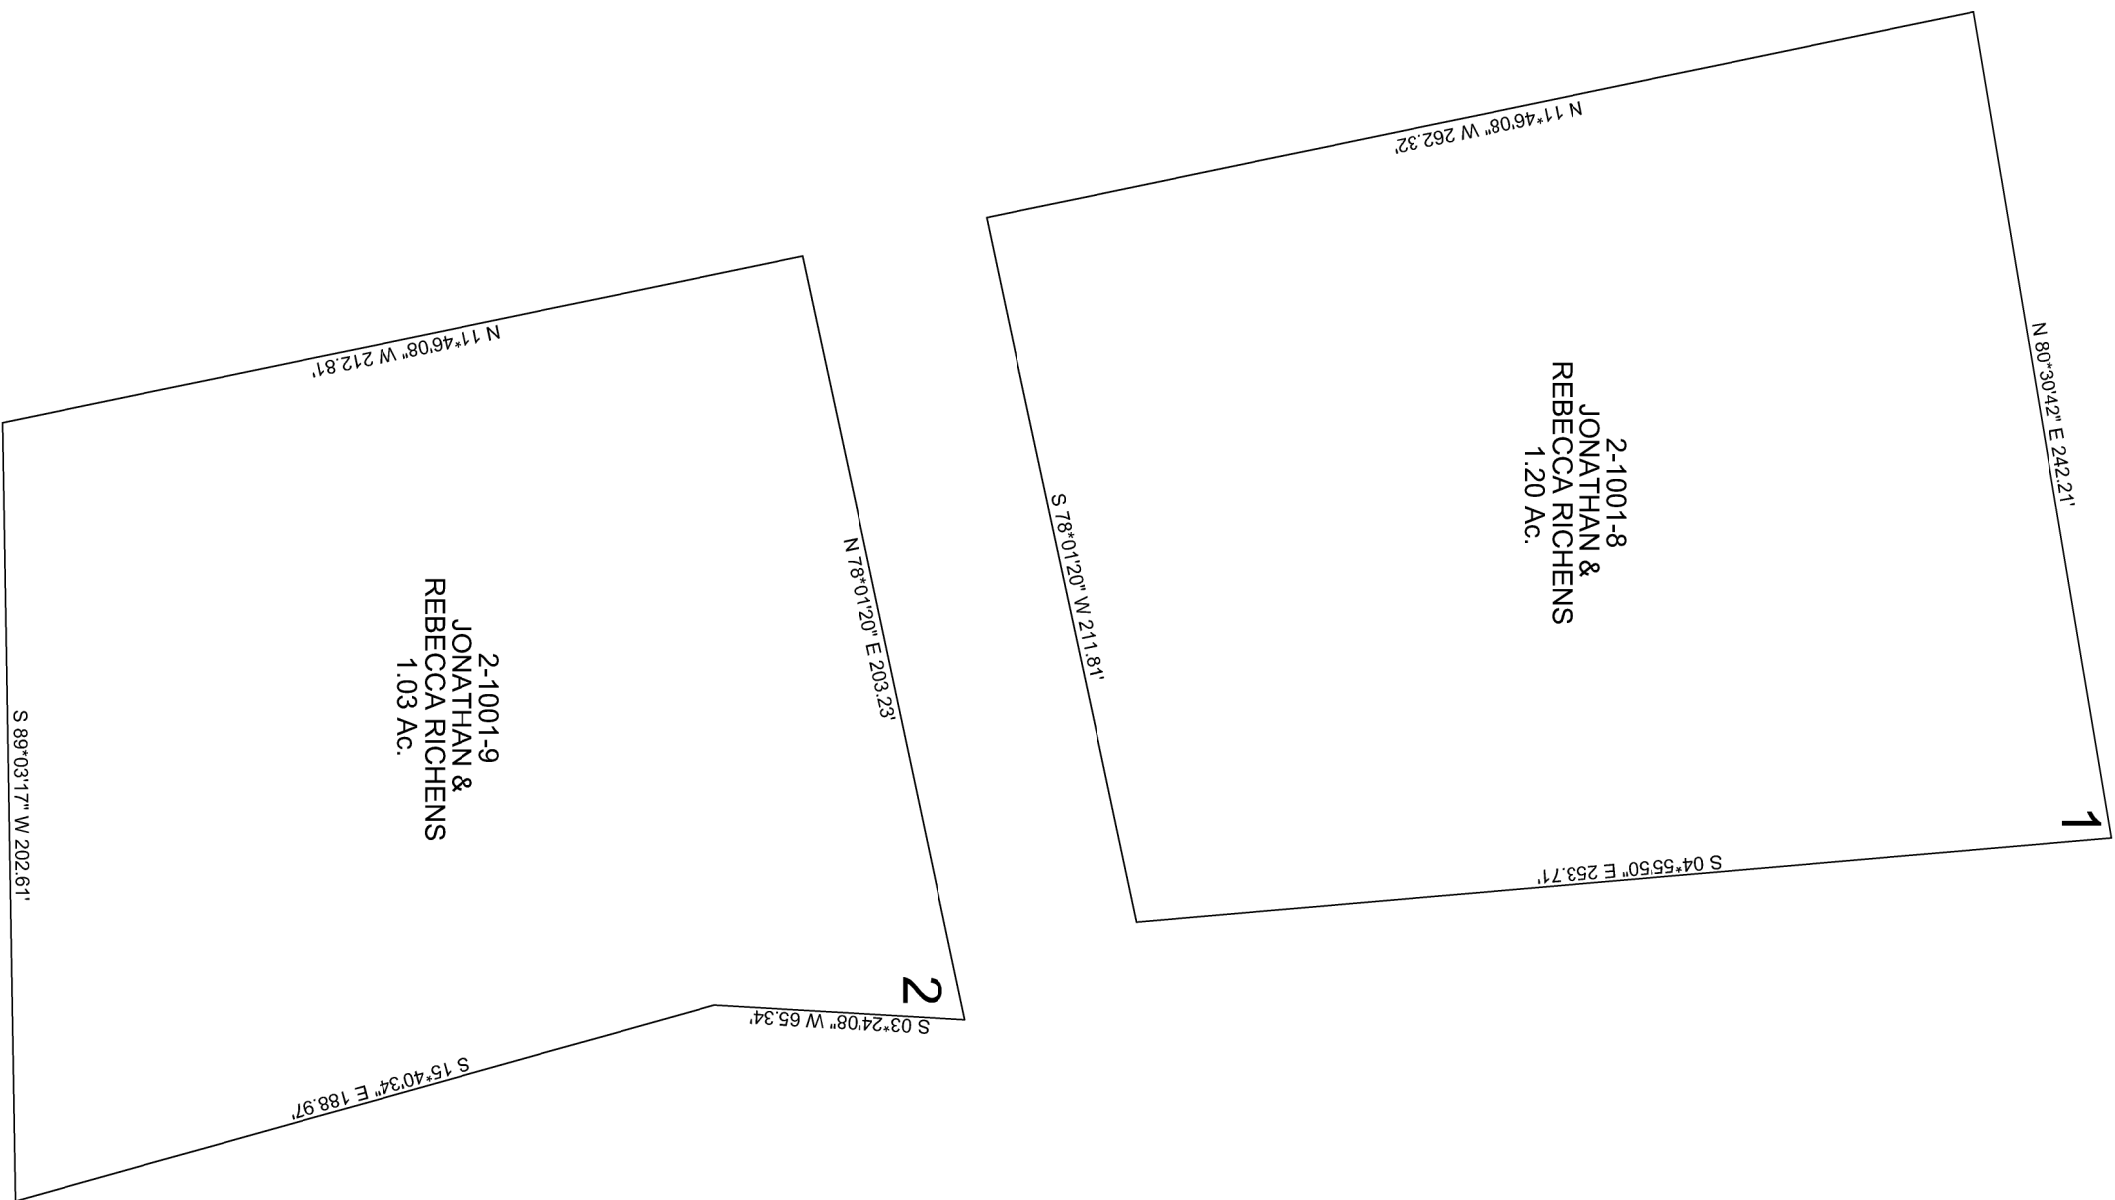 N 11*46'08" W 262.32'
N 80*30'42" E 242.21'
2-1001-8
JONATHAN &
REBECCA RICHENS
1.20 Ac.
S 78*01'20" W 211.81'
1
S 04*55'50" E 253.71'
N 11*46'08" W 212.81'
N 78*01'20" E 203.23'
2-1001-9
JONATHAN &
REBECCA RICHENS
1.03 Ac.
S 89*03'17" W 202.61'
2
S 03*24'08" W 65.34'
S 15*40'34" E 188.97'